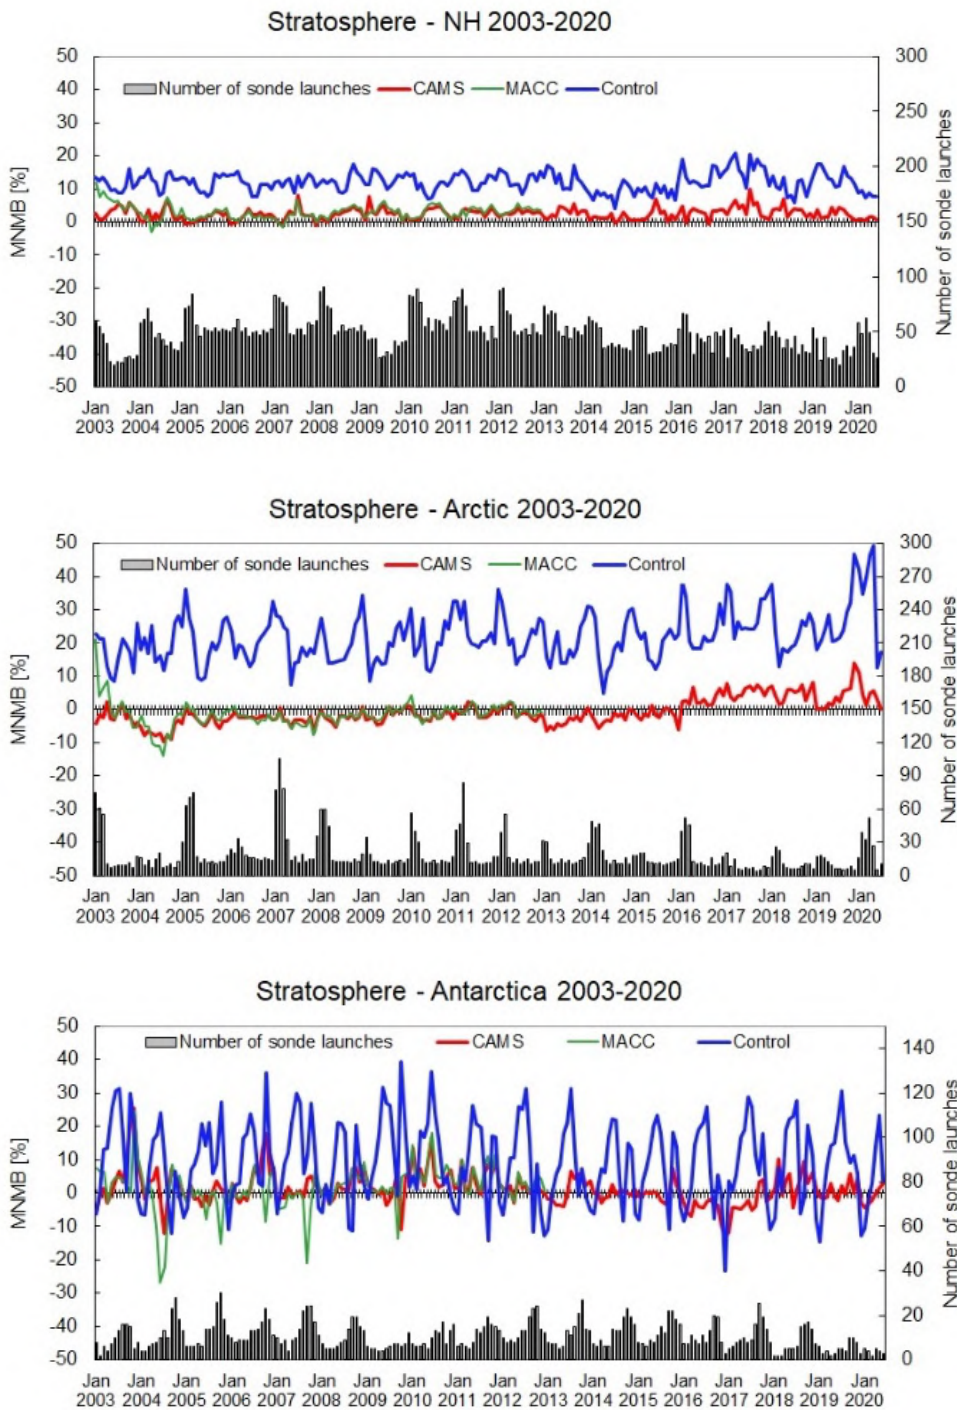 Stratosphere - NH 2003-2020
50 300
Number of sonde launches CAMS MACC Control
40
30 250
20 200
10
0 150
-10
-20 100
-30
-40 50
-50 0
MNMB [%]
Number of sonde launches
Jan Jan Jan Jan Jan Jan Jan Jan Jan Jan Jan Jan Jan Jan Jan Jan Jan Jan
2003 2004 2005 2006 2007 2008 2009 2010 2011 2012 2013 2014 2015 2016 2017 2018 2019 2020
Stratosphere - Arctic 2003-2020
50 300
Number of sonde launches CAMS MACC Control
40 270
30 240
20 210
10 180
0 150
-10 120
-20 90
-30 60
-40 30
-50 0
MNMB [%]
Number of sonde launches
Jan Jan Jan Jan Jan Jan Jan Jan Jan Jan Jan Jan Jan Jan Jan Jan Jan Jan
2003 2004 2005 2006 2007 2008 2009 2010 2011 2012 2013 2014 2015 2016 2017 2018 2019 2020
Stratosphere - Antarctica 2003-2020
50
Number of sonde launches CAMS MACC Control
40 140
30 120
20 100
10
0 80
-10 60
-20
-30 40
-40 20
-50 0
MNMB [%]
Number of sonde launches
Jan Jan Jan Jan Jan Jan Jan Jan Jan Jan Jan Jan Jan Jan Jan Jan Jan Jan
2003 2004 2005 2006 2007 2008 2009 2010 2011 2012 2013 2014 2015 2016 2017 2018 2019 2020